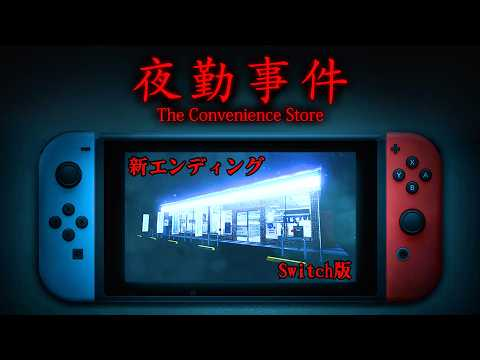 夜勤事件
The Convenience Store
新エンディング
Switch版
X
Y
A
B